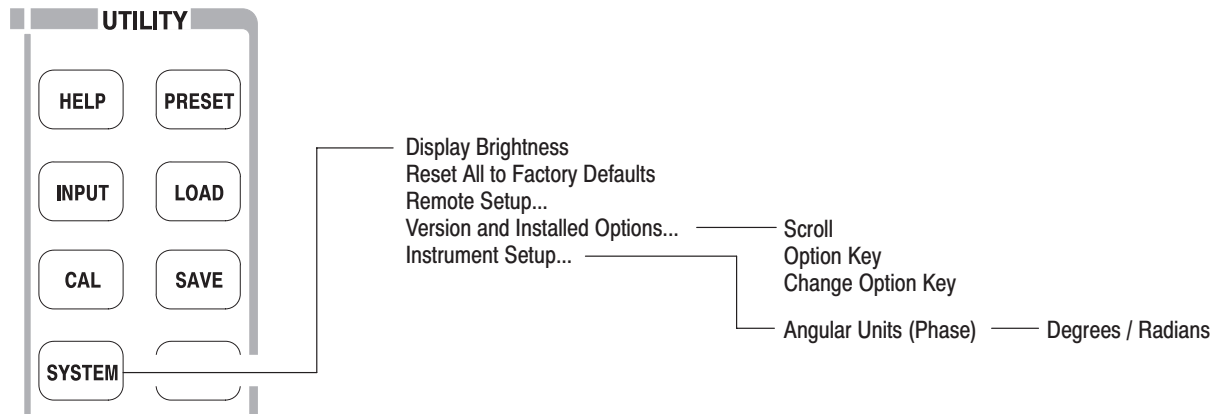 UTILITY
HELP
PRESET
INPUT
LOAD
CAL
SAVE
SYSTEM
Display Brightness
Reset All to Factory Defaults
Remote Setup...
Version and Installed Options...
Instrument Setup...
Scroll
Option Key
Change Option Key
Angular Units (Phase)
Degrees / Radians